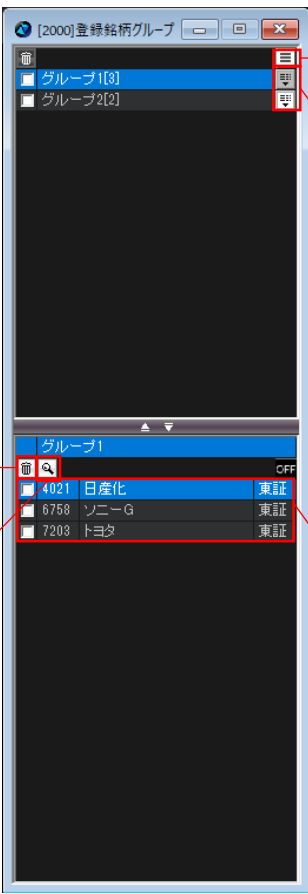 [2000]登録銘柄グループ
グループ1[3]
グループ2[2]
グループ1
OFF
4021 日産化 東証
6758 ソニーG 東証
7203 トヨタ 東証